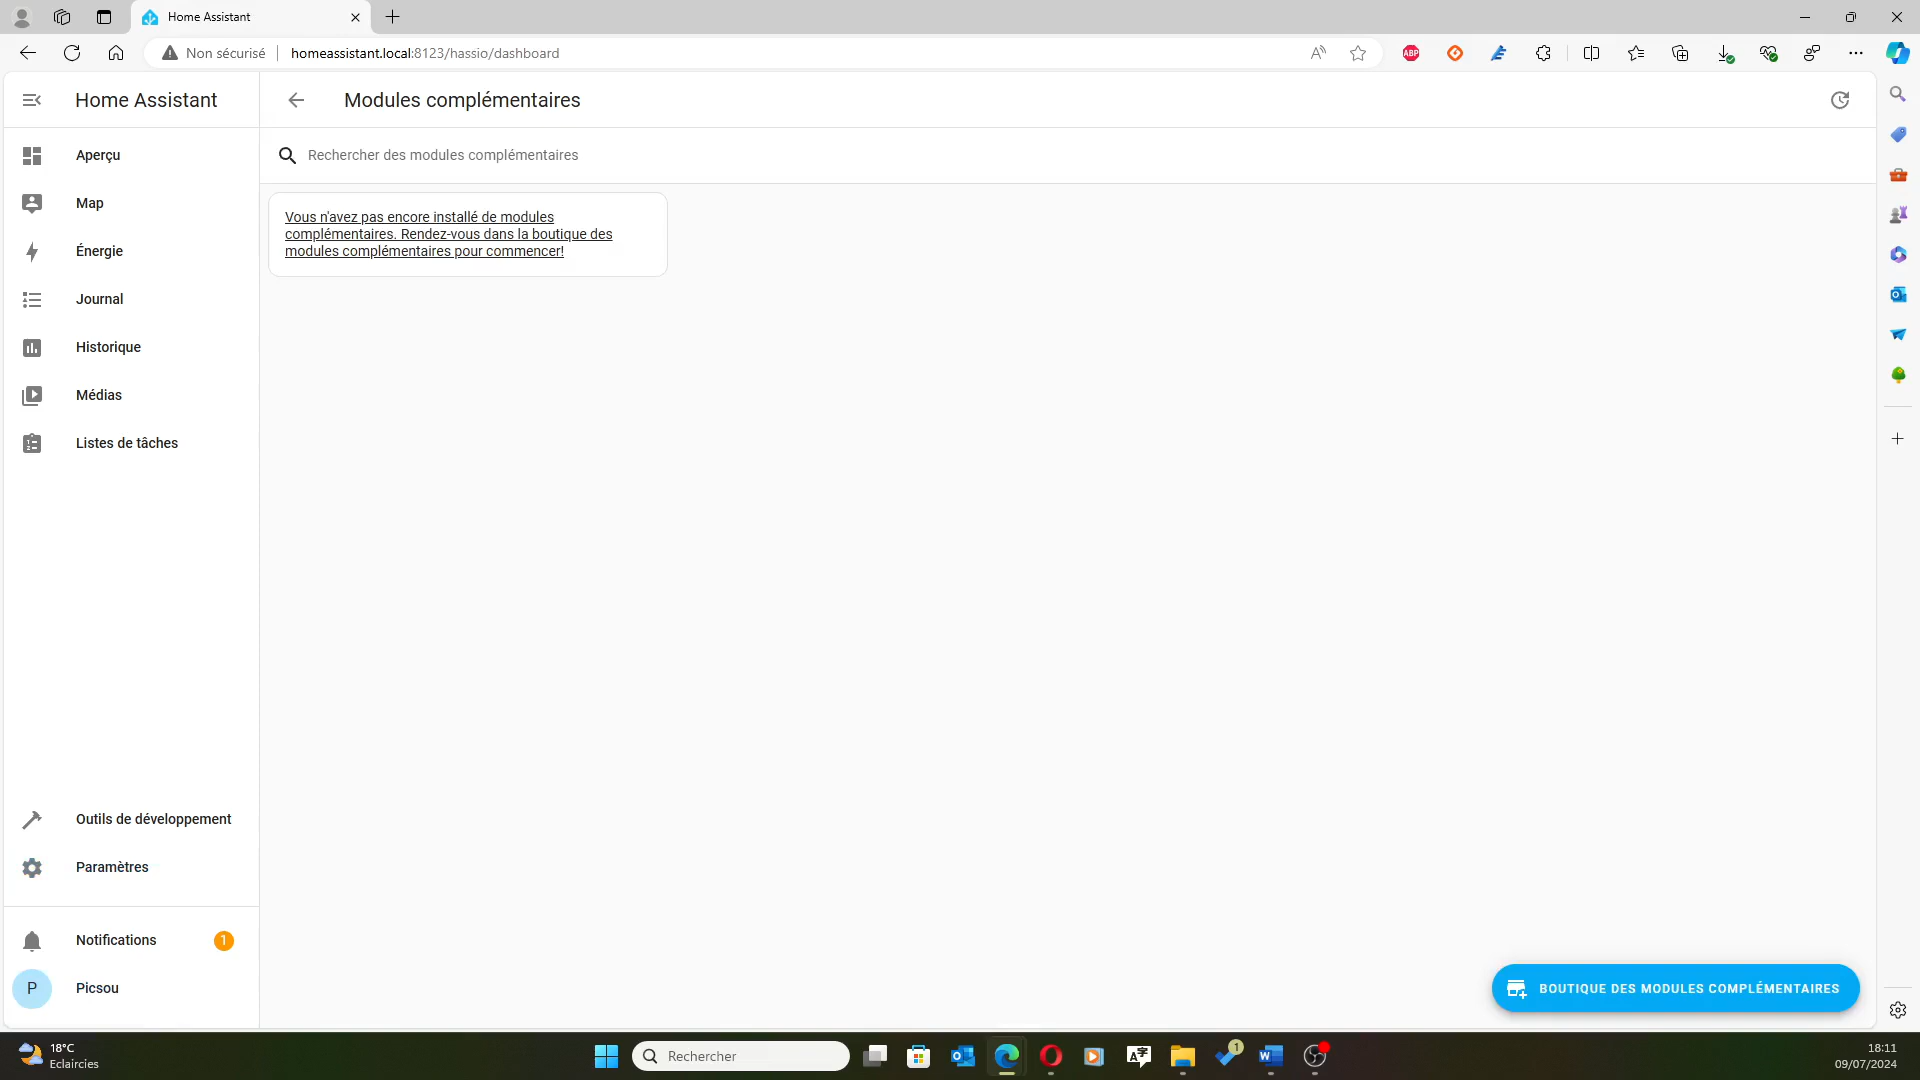 Home Assistant
Non sécurisé
homeassistant.local:8123/hassio/dashboard
ABP
Home Assistant
Modules complémentaires
Rechercher des modules complémentaires
Aperçu
Map
Énergie
Journal
Historique
Médias
Listes de tâches
Vous n'avez pas encore installé de modules
complémentaires. Rendez-vous dans la boutique des
modules complémentaires pour commencer!
Outils de développement
Paramètres
Notifications
1
P
Picsou
BOUTIQUE DES MODULES COMPLÉMENTAIRES
18°C
Eclaircies
Rechercher
1
18:11
09/07/2024